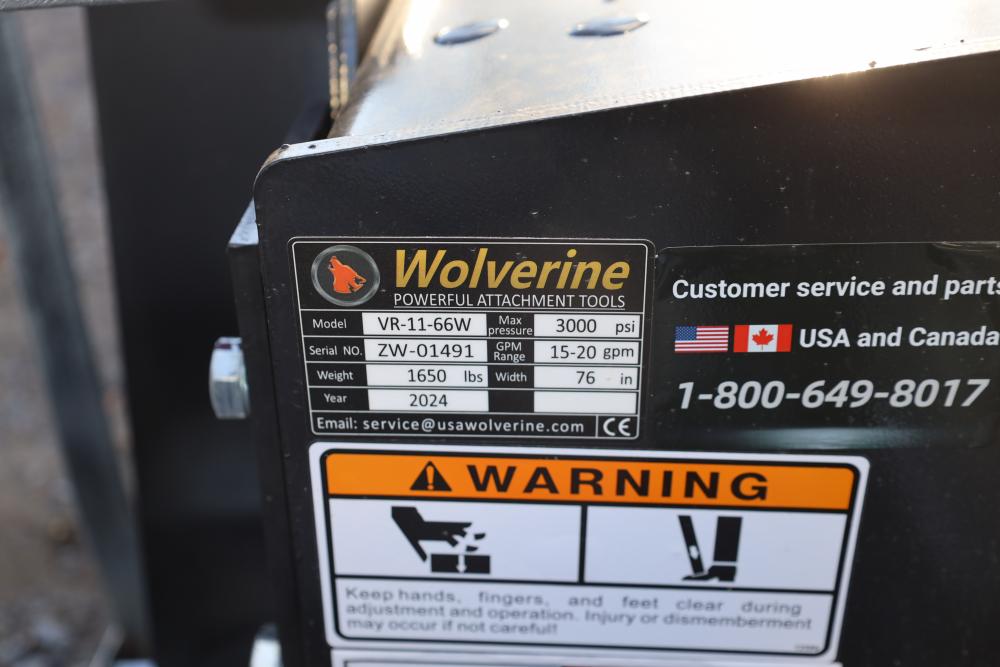 Wolverine
POWERFUL ATTACHMENT TOOLS
Model VR-11-66W Max pressure 3000 psi
Serial NO. ZW-01491 GPM Range 15-20 gpm
Weight 1650 lbs Width 76 in
Year 2024
Email: service@usawolverine.com CE
Customer service and parts
USA and Canada
1-800-649-8017
WARNING
Keep hands, fingers, and feet clear during
adjustment and operation. Injury or dismemberment
may occur if not careful!